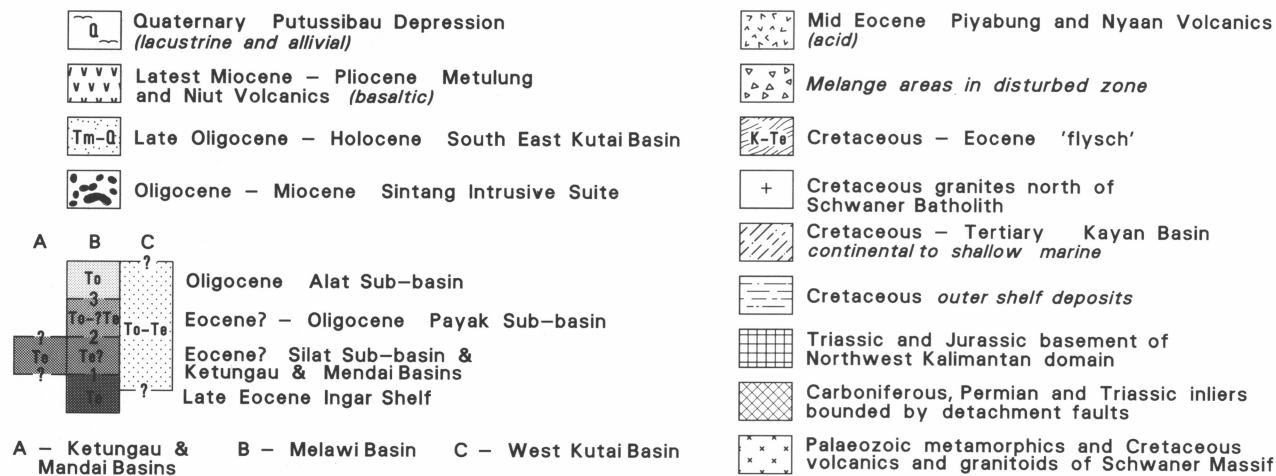 Q
Quaternary Putussibau Depression
(lacustrine and allivial)
Latest Miocene – Pliocene Metulung
and Niut Volcanics (basaltic)
Tm-Q
Late Oligocene – Holocene South East Kutai Basin
Oligocene – Miocene Sintang Intrusive Suite
A B C
?
To
Oligocene Alat Sub-basin
3
To-?Te
To-Te
Eocene? – Oligocene Payak Sub-basin
?
2
Te
Te?
Eocene? Silat Sub-basin &
Ketungau & Mendai Basins
?
1
?
Te
Late Eocene Ingar Shelf
A – Ketungau &
Mandai Basins
B – Melawi Basin
C – West Kutai Basin
Mid Eocene Piyabung and Nyaan Volcanics
(acid)
Melange areas in disturbed zone
K-Te
Cretaceous – Eocene 'flysch'
Cretaceous granites north of
Schwaner Batholith
Cretaceous – Tertiary Kayan Basin
continental to shallow marine
Cretaceous outer shelf deposits
Triassic and Jurassic basement of
Northwest Kalimantan domain
Carboniferous, Permian and Triassic inliers
bounded by detachment faults
Palaeozoic metamorphics and Cretaceous
volcanics and granitoids of Schwaner Massif